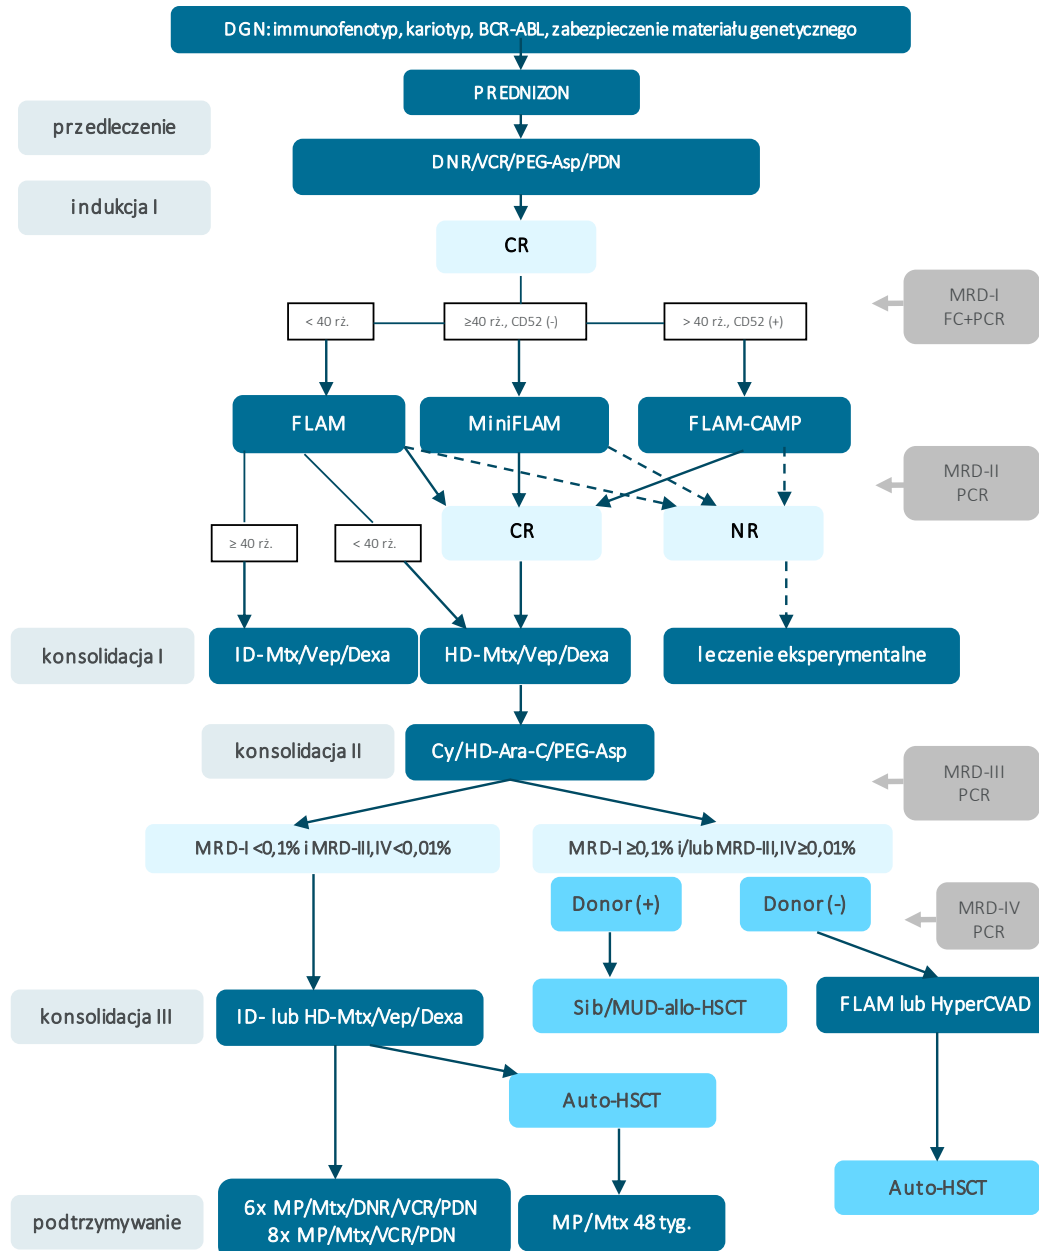 DGN: immunofenotyp, kariotyp, BCR-ABL, zabezpieczenie materiału genetycznego
PREDNIZON
przedleczenie
DNR/VCR/PEG-Asp/PDN
indukcja I
CR
MRD-I
FC+PCR
< 40 rż.
≥40 rż., CD52 (-)
> 40 rż., CD52 (+)
FLAM
MiniFLAM
FLAM-CAMP
MRD-II
PCR
≥ 40 rż.
< 40 rż.
CR
NR
konsolidacja I
ID-Mtx/Vep/Dexa
HD-Mtx/Vep/Dexa
leczenie eksperymentalne
konsolidacja II
Cy/HD-Ara-C/PEG-Asp
MRD-III
PCR
MRD-I <0,1% i MRD-III,IV<0,01%
MRD-I ≥0,1% i/lub MRD-III,IV≥0,01%
Donor (+)
Donor (-)
MRD-IV
PCR
konsolidacja III
ID- lub HD-Mtx/Vep/Dexa
Sib/MUD-allo-HSCT
FLAM lub HyperCVAD
Auto-HSCT
Auto-HSCT
podtrzymywanie
6x MP/Mtx/DNR/VCR/PDN
8x MP/Mtx/VCR/PDN
MP/Mtx 48 tyg.